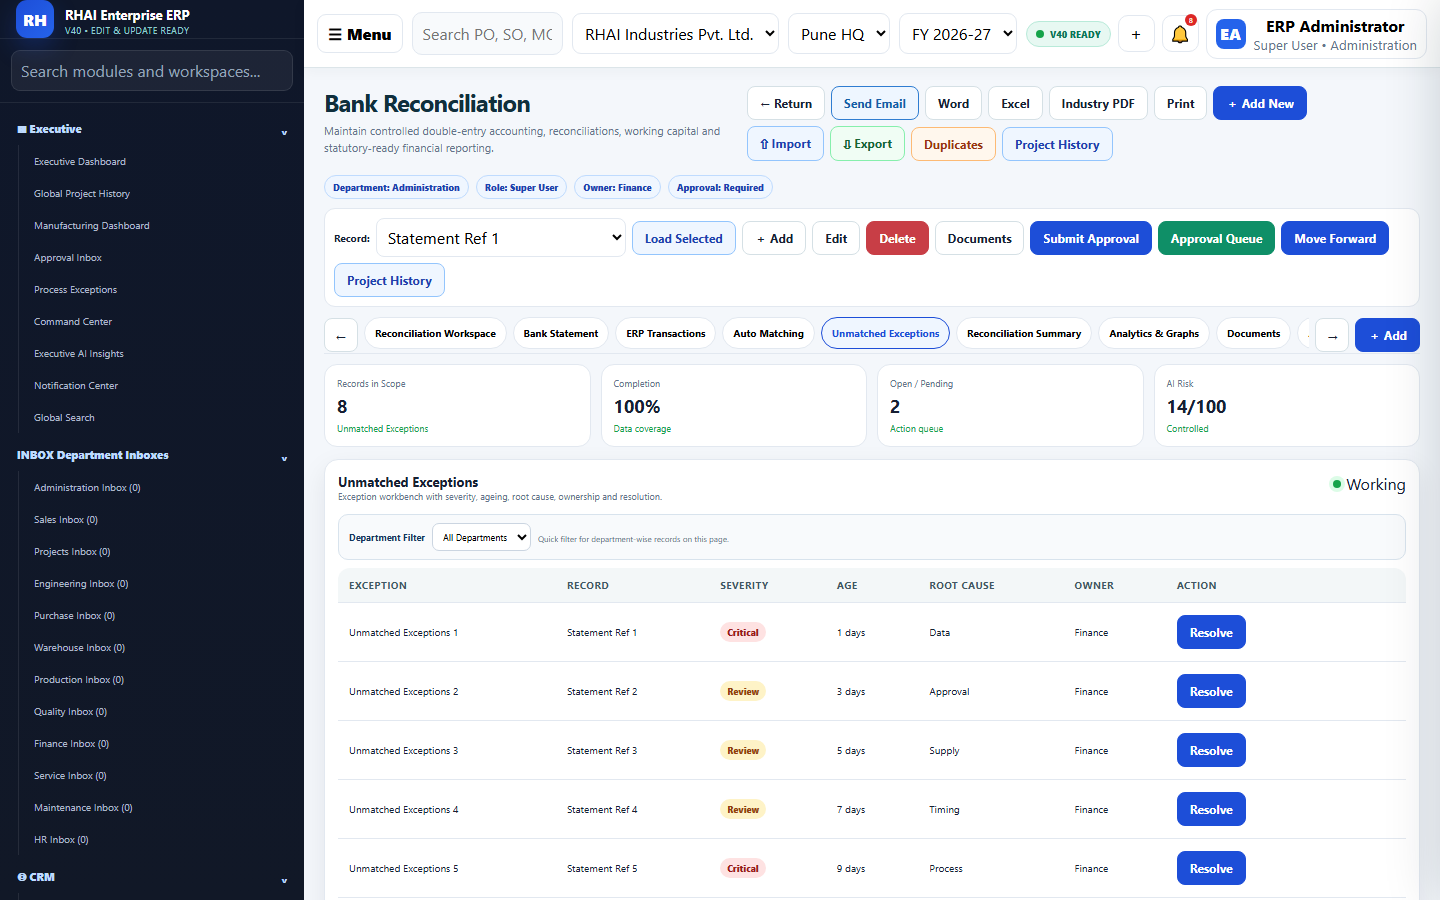 RH
RHAI Enterprise ERP
V40 • EDIT & UPDATE READY
Search modules and workspaces...
Executive
Executive Dashboard
Global Project History
Manufacturing Dashboard
Approval Inbox
Process Exceptions
Command Center
Executive AI Insights
Notification Center
Global Search
INBOX Department Inboxes
Administration Inbox (0)
Sales Inbox (0)
Projects Inbox (0)
Engineering Inbox (0)
Purchase Inbox (0)
Warehouse Inbox (0)
Production Inbox (0)
Quality Inbox (0)
Finance Inbox (0)
Service Inbox (0)
Maintenance Inbox (0)
HR Inbox (0)
CRM
☰ Menu
Search PO, SO, MO
RHAI Industries Pvt. Ltd.
Pune HQ
FY 2026-27
V40 READY
+
8
EA
ERP Administrator
Super User • Administration
Bank Reconciliation
Maintain controlled double-entry accounting, reconciliations, working capital and
statutory-ready financial reporting.
← Return
Send Email
Word
Excel
Industry PDF
Print
+ Add New
⇧ Import
⇩ Export
Duplicates
Project History
Department: Administration
Role: Super User
Owner: Finance
Approval: Required
Record:
Statement Ref 1
Load Selected
+ Add
Edit
Delete
Documents
Submit Approval
Approval Queue
Move Forward
Project History
←
Reconciliation Workspace
Bank Statement
ERP Transactions
Auto Matching
Unmatched Exceptions
Reconciliation Summary
Analytics & Graphs
Documents
→
+ Add
Records in Scope
8
Unmatched Exceptions
Completion
100%
Data coverage
Open / Pending
2
Action queue
AI Risk
14/100
Controlled
Unmatched Exceptions
Exception workbench with severity, ageing, root cause, ownership and resolution.
Working
Department Filter
All Departments
Quick filter for department-wise records on this page.
EXCEPTION RECORD SEVERITY AGE ROOT CAUSE OWNER ACTION
Unmatched Exceptions 1 Statement Ref 1 Critical 1 days Data Finance Resolve
Unmatched Exceptions 2 Statement Ref 2 Review 3 days Approval Finance Resolve
Unmatched Exceptions 3 Statement Ref 3 Review 5 days Supply Finance Resolve
Unmatched Exceptions 4 Statement Ref 4 Review 7 days Timing Finance Resolve
Unmatched Exceptions 5 Statement Ref 5 Critical 9 days Process Finance Resolve